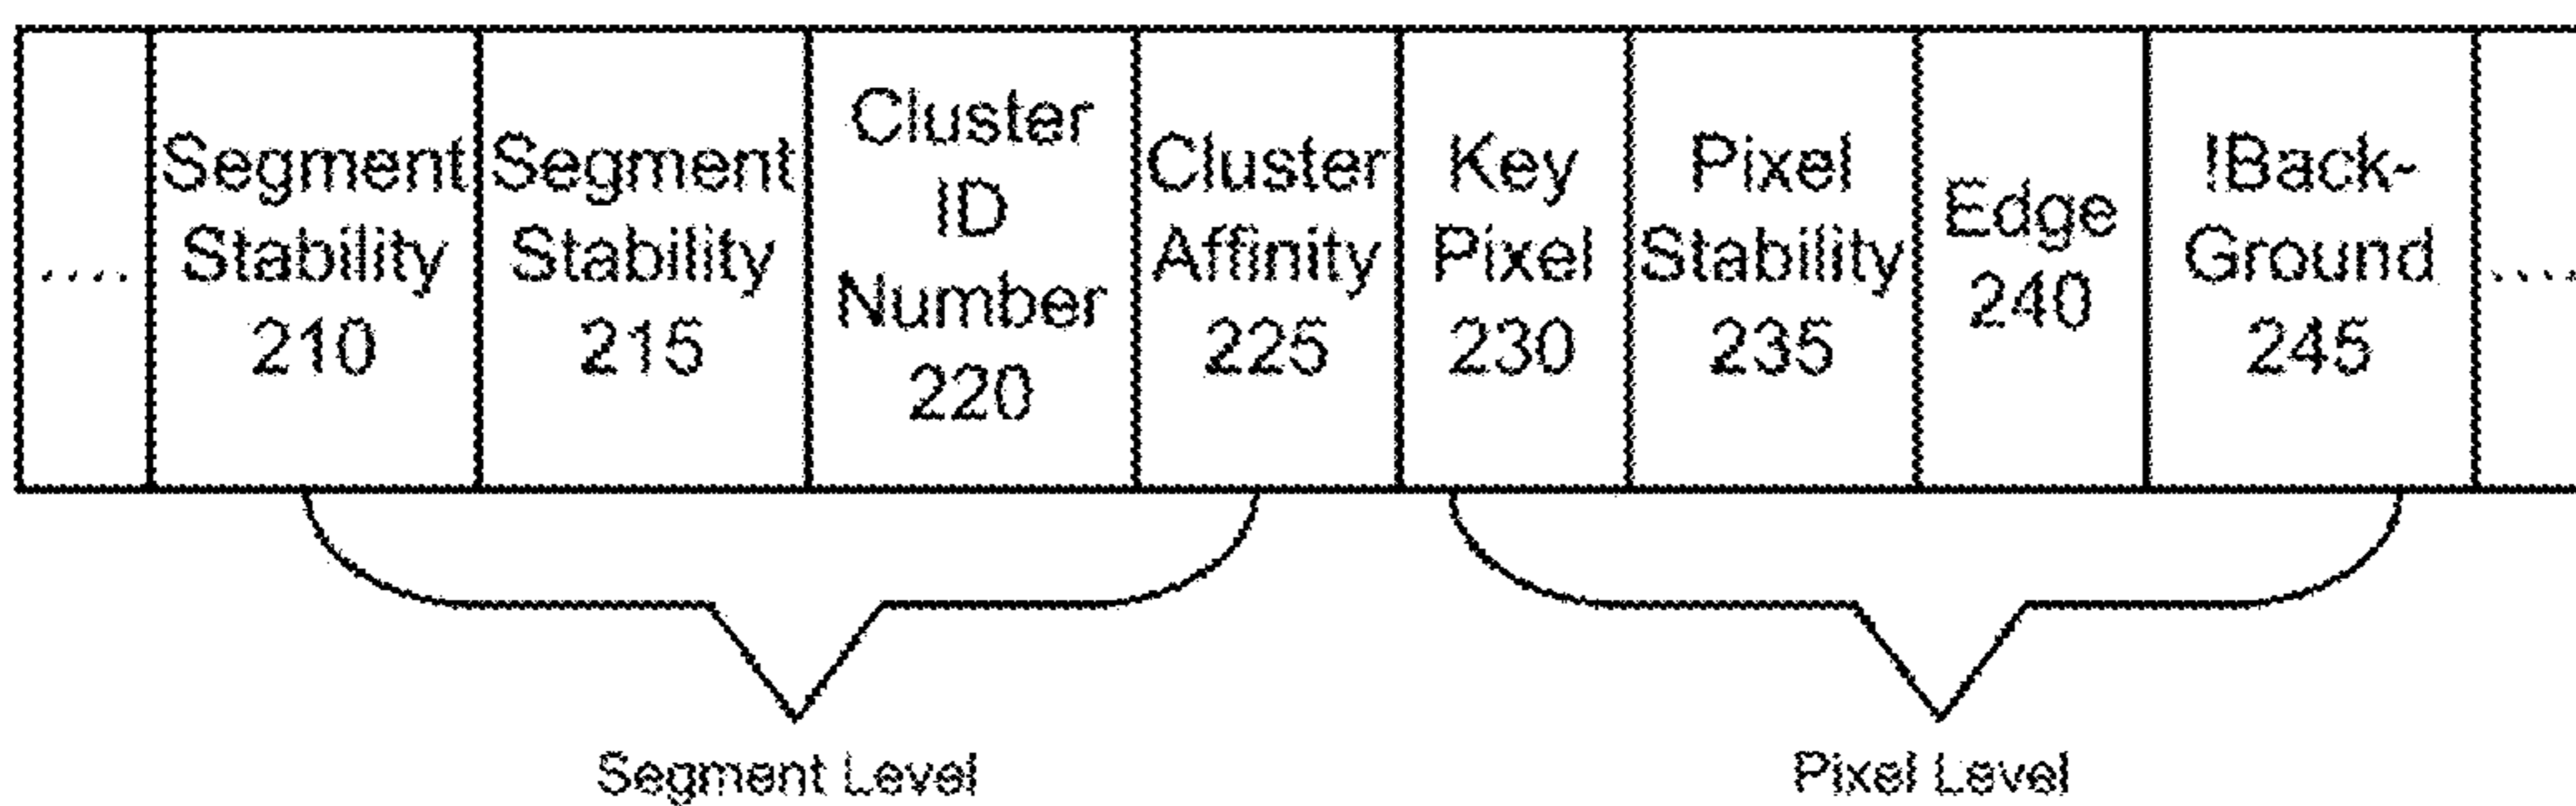 ....
Segment
Stability
210
Segment
Stability
215
Cluster
ID
Number
220
Cluster
Affinity
225
Key
Pixel
230
Pixel
Stability
235
Edge
240
!Back-
Ground
245
....
Segment Level
Pixel Level